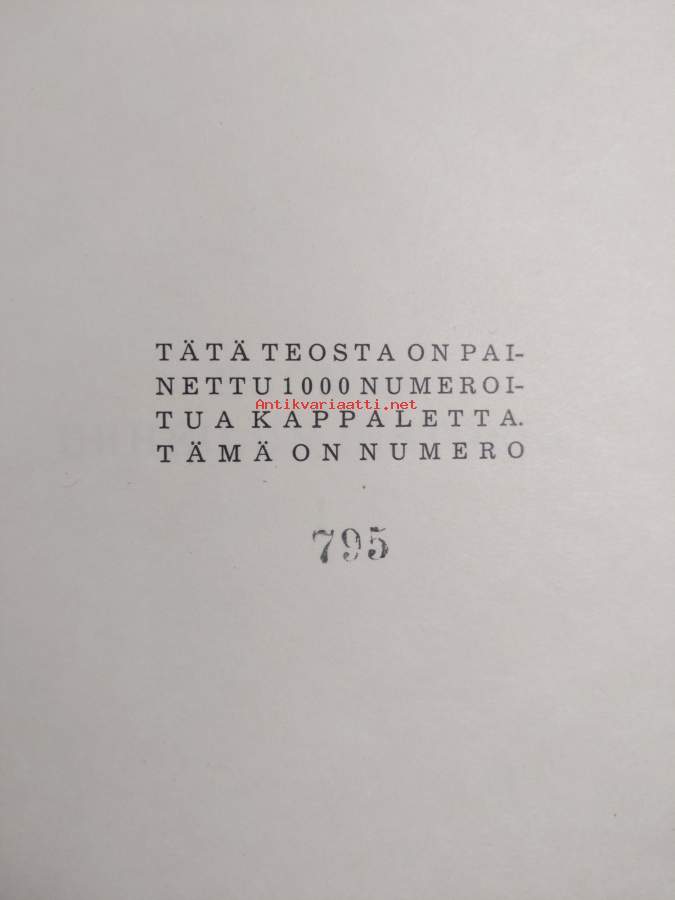 TÄTÄ TEOSTA ON PAI-
NETTU 1000 NUMEROI-
Antikvariaatti.net
TUA KAPPALETTA.
TÄMÄ ON NUMERO
795